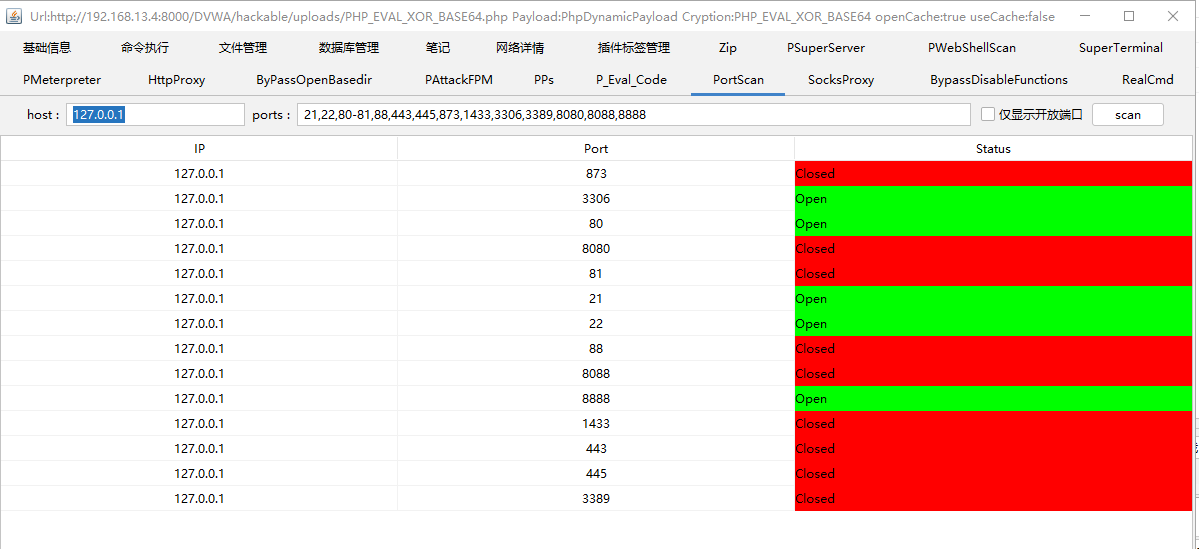 Url:http://192.168.13.4:8000/DVWA/hackable/uploads/PHP_EVAL_XOR_BASE64.php Payload:PhpDynamicPayload Cryption:PHP_EVAL_XOR_BASE64 openCache:true useCache:false
基础信息 命令执行 文件管理 数据库管理 笔记 网络详情 插件标签管理 Zip PSuperServer PWebShellScan SuperTerminal
PMeterpreter HttpProxy ByPassOpenBasedir PAttackFPM PPs P_Eval_Code PortScan SocksProxy BypassDisableFunctions RealCmd
host : 127.0.0.1 ports : 21,22,80-81,88,443,445,873,1433,3306,3389,8080,8088,8888 仅显示开放端口 scan
IP Port Status
127.0.0.1 873 Closed
127.0.0.1 3306 Open
127.0.0.1 80 Open
127.0.0.1 8080 Closed
127.0.0.1 81 Closed
127.0.0.1 21 Open
127.0.0.1 22 Open
127.0.0.1 88 Closed
127.0.0.1 8088 Closed
127.0.0.1 8888 Open
127.0.0.1 1433 Closed
127.0.0.1 443 Closed
127.0.0.1 445 Closed
127.0.0.1 3389 Closed